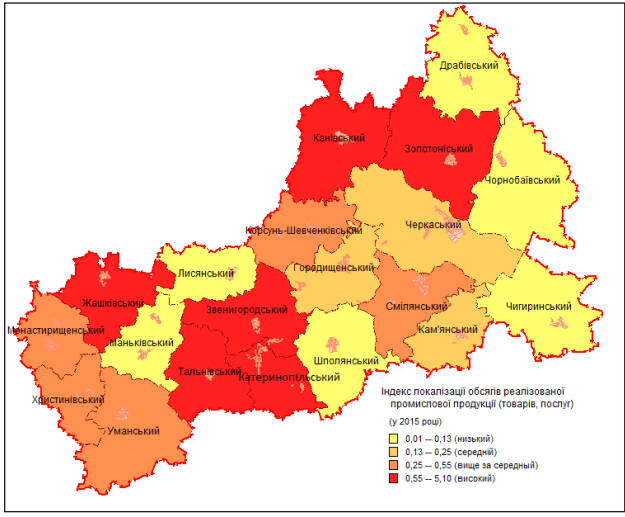 Драбівський
Канівський
Золотоніський
Чорнобаївський
Черкаський
Корсунь-Шевченківський
Лисянський
Городищенський
Жашківський
Звенигородський
Смілянський
Чигиринський
Монастирищенський
Маньківський
Кам'янський
Шполянський
Тальнівський
Катеринопільський
Христинівський
Уманський
Індекс локалізації обсягів реалізованої
промислової продукції (товарів, послуг)
(у 2015 році)
0,01 -- 0,13 (низький)
0,13 -- 0,25 (середній)
0,25 -- 0,55 (вище за середный)
0,55 -- 5,10 (високий)